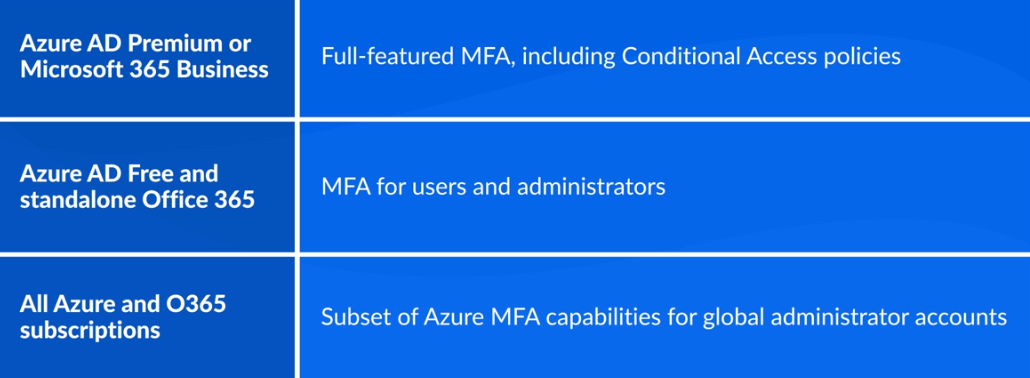 Azure AD Premium or
Microsoft 365 Business
Full-featured MFA, including Conditional Access policies
Azure AD Free and
standalone Office 365
MFA for users and administrators
All Azure and O365
subscriptions
Subset of Azure MFA capabilities for global administrator accounts